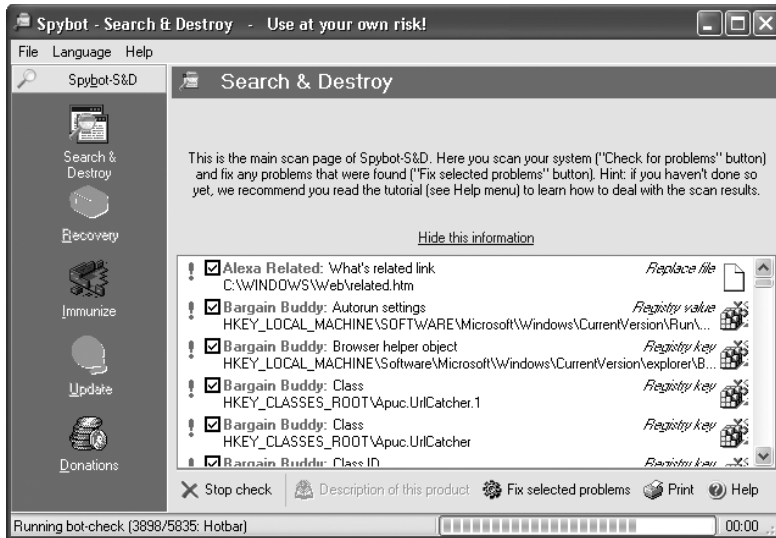 Spybot - Search & Destroy - Use at your own risk!
File Language Help
Spybot-S&D
Search & Destroy
Search &
Destroy
Recovery
Immunize
Update
Donations
This is the main scan page of Spybot-S&D. Here you scan your system ("Check for problems" button)
and fix any problems that were found ("Fix selected problems" button). Hint: if you haven't done so
yet, we recommend you read the tutorial (see Help menu) to learn how to deal with the scan results.
Hide this information
Alexa Related: What's related link Replace file
C:\WINDOWS\Web\related.htm
Bargain Buddy: Autorun settings Registry value
HKEY_LOCAL_MACHINE\SOFTWARE\Microsoft\Windows\CurrentVersion\Run\...
Bargain Buddy: Browser helper object Registry key
HKEY_LOCAL_MACHINE\Software\Microsoft\Windows\CurrentVersion\explorer\B...
Bargain Buddy: Class Registry key
HKEY_CLASSES_ROOT\Apuc.UrlCatcher.1
Bargain Buddy: Class Registry key
HKEY_CLASSES_ROOT\Apuc.UrlCatcher
Bargain Buddy: Class ID Registry key
Stop check Description of this product Fix selected problems Print Help
Running bot-check (3898/5835: Hotbar) 00:00